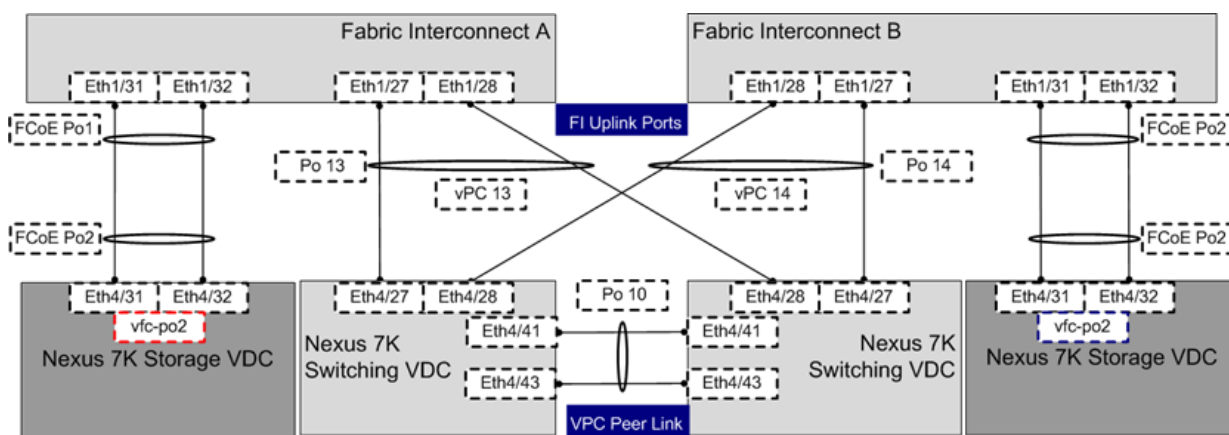 Fabric Interconnect A
Fabric Interconnect B
Eth1/31 Eth1/32
Eth1/27 Eth1/28
Eth1/28 Eth1/27
Eth1/31 Eth1/32
FI Uplink Ports
FCoE Po1
FCoE Po2
Po 13
vPC 13
vPC 14
Po 14
FCoE Po2
FCoE Po2
Eth4/31 Eth4/32
Eth4/27 Eth4/28
Po 10
Eth4/28 Eth4/27
Eth4/31 Eth4/32
vfc-po2
vfc-po2
Nexus 7K Storage VDC
Nexus 7K
Switching VDC
Eth4/41
Eth4/41
Eth4/43
Eth4/43
Nexus 7K
Switching VDC
Nexus 7K Storage VDC
VPC Peer Link